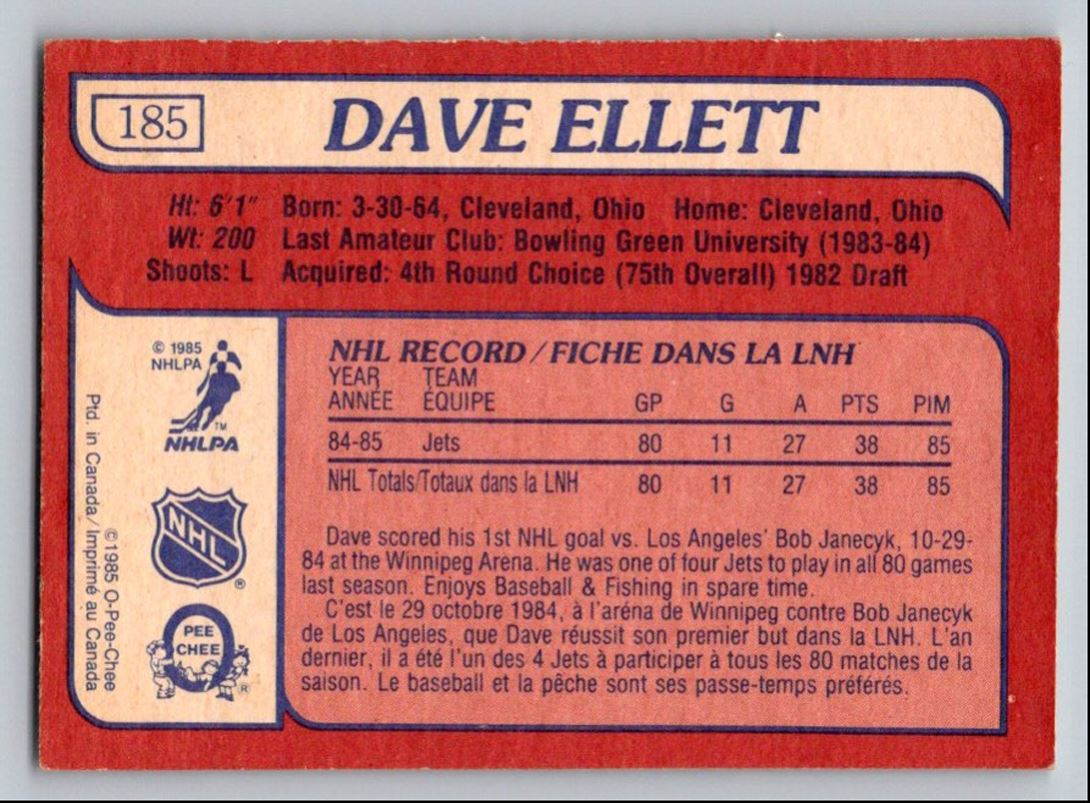 185
DAVE ELLETT
Ht: 6'1" Born: 3-30-64, Cleveland, Ohio Home: Cleveland, Ohio
Wt: 200 Last Amateur Club: Bowling Green University (1983-84)
Shoots: L Acquired: 4th Round Choice (75th Overall) 1982 Draft
© 1985
NHLPA
TM
NHLPA
NHL
®
PEE
CHEE
®
Ptd. in Canada/Imprimé au Canada
©1985 O-Pee-Chee
NHL RECORD/FICHE DANS LA LNH
YEAR TEAM
ANNÉE ÉQUIPE GP G A PTS PIM
84-85 Jets 80 11 27 38 85
NHL Totals/Totaux dans la LNH 80 11 27 38 85
Dave scored his 1st NHL goal vs. Los Angeles' Bob Janecyk, 10-29-
84 at the Winnipeg Arena. He was one of four Jets to play in all 80 games
last season. Enjoys Baseball & Fishing in spare time.
C'est le 29 octobre 1984, à l'aréna de Winnipeg contre Bob Janecyk
de Los Angeles, que Dave réussit son premier but dans la LNH. L'an
dernier, il a été l'un des 4 Jets à participer à tous les 80 matches de la
saison. Le baseball et la pêche sont ses passe-temps préférés.